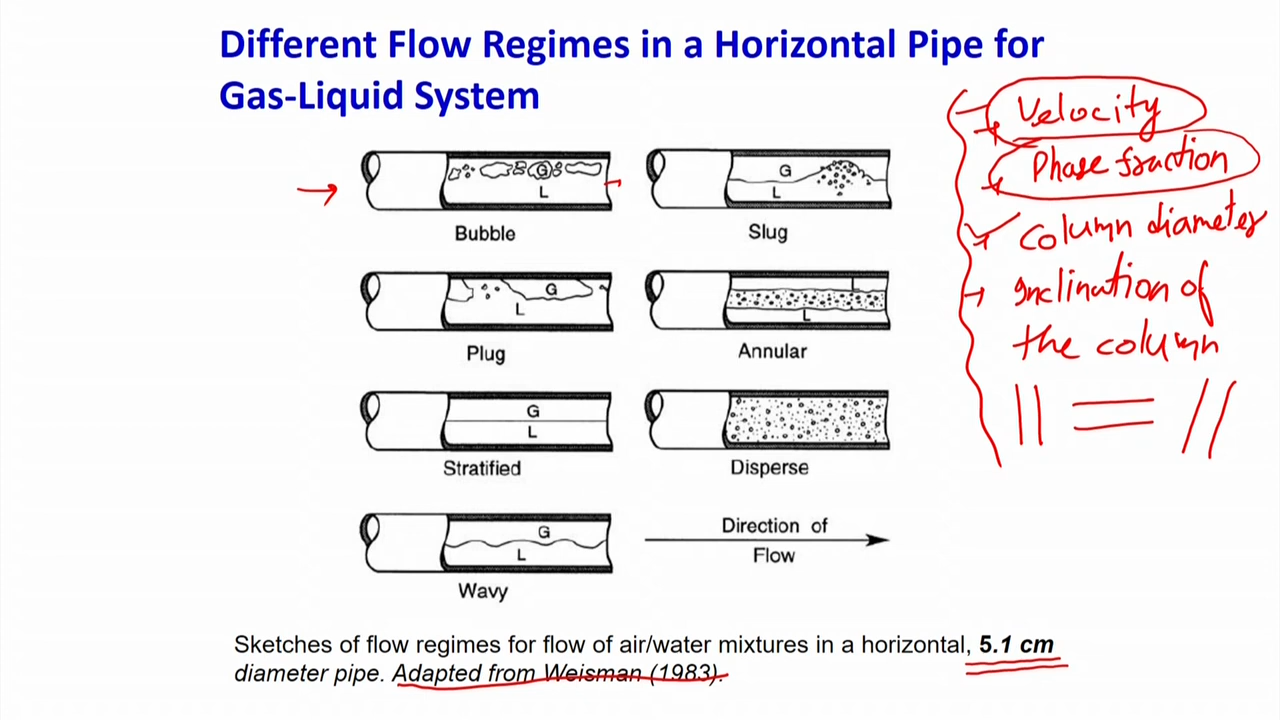 Different Flow Regimes in a Horizontal Pipe for
Gas-Liquid System
G
L
Bubble
G
L
Slug
G
L
Plug
L
L
Annular
G
L
Stratified
Disperse
G
L
Wavy
Direction of
Flow
Velocity
Phase fraction
Column diameter
Inclination of
the column
Sketches of flow regimes for flow of air/water mixtures in a horizontal, 5.1 cm
diameter pipe. Adapted from Weisman (1983).